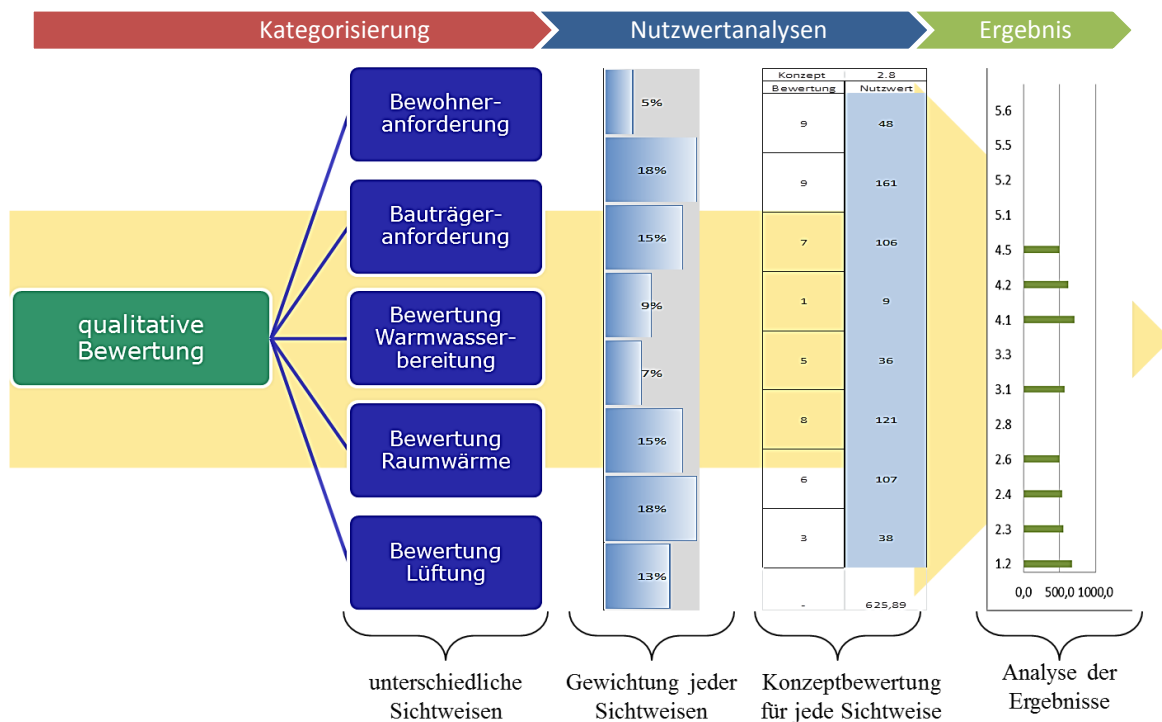 Kategorisierung
Nutzwertanalysen
Ergebnis
qualitative
Bewertung
Bewohner-
anforderung
Bauträger-
anforderung
Bewertung
Warmwasser-
bereitung
Bewertung
Raumwärme
Bewertung
Lüftung
5%
18%
15%
9%
7%
15%
18%
13%
Konzept 2.8
Bewertung Nutzwert
9 48
9 161
7 106
1 9
5 36
8 121
6 107
3 38
- 625,89
5.6
5.5
5.2
5.1
4.5
4.2
4.1
3.3
3.1
2.8
2.6
2.4
2.3
1.2
0,0 500,0 1000,0
unterschiedliche
Sichtweisen
Gewichtung jeder
Sichtweisen
Konzeptbewertung
für jede Sichtweise
Analyse der
Ergebnisse